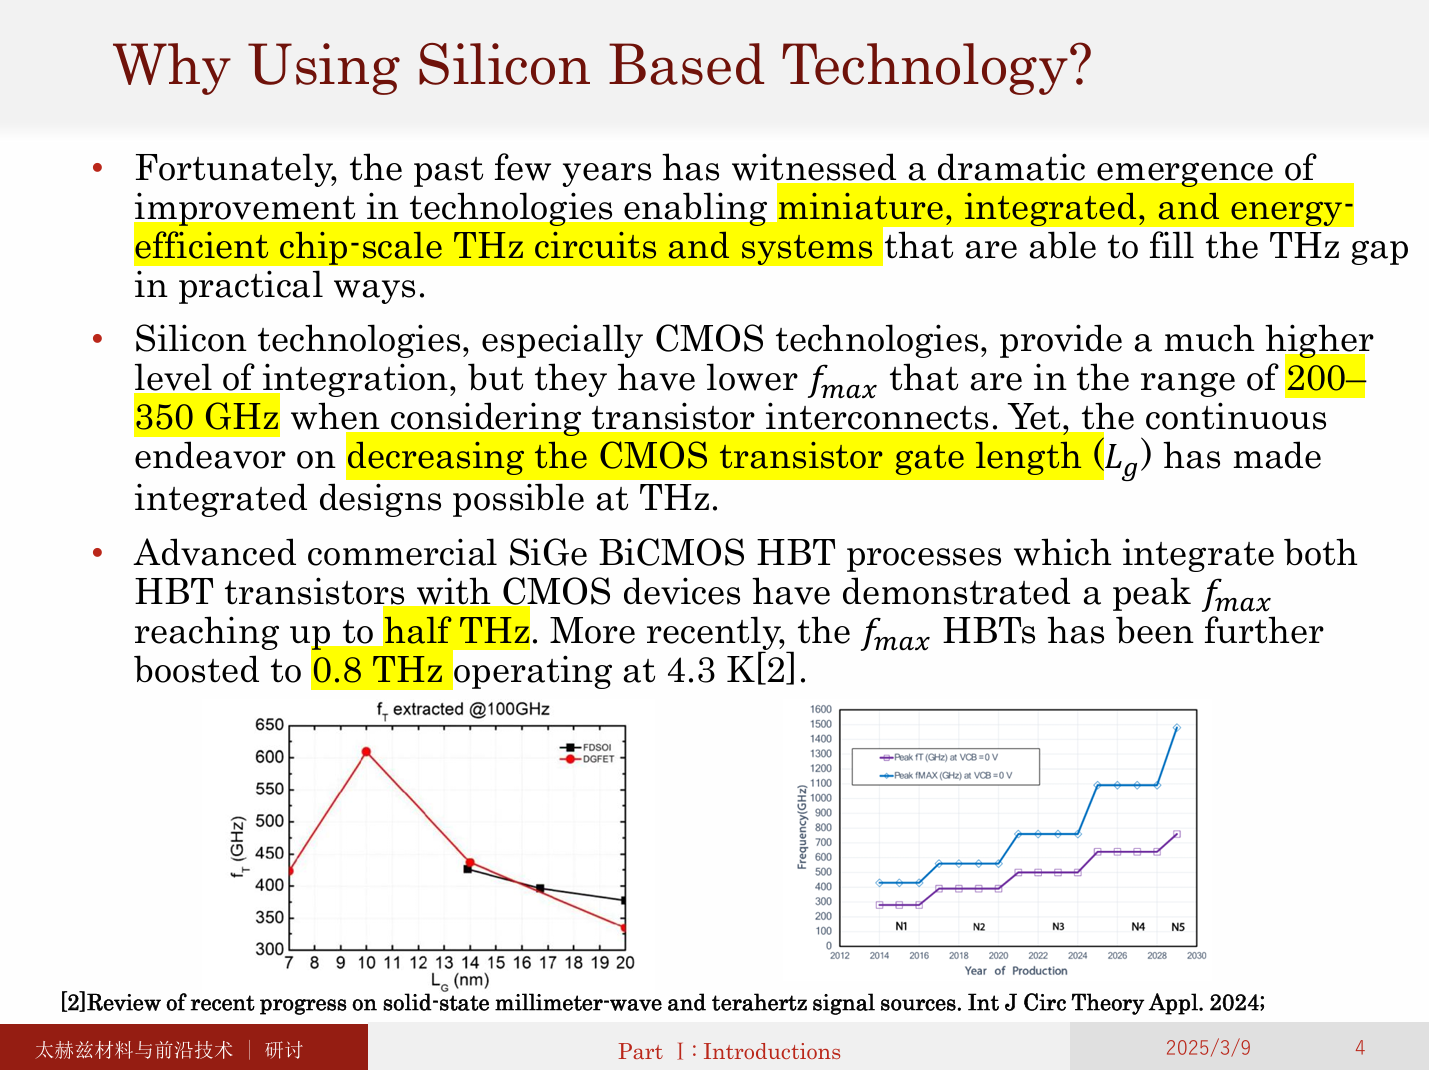 Why Using Silicon Based Technology?
• Fortunately, the past few years has witnessed a dramatic emergence of
improvement in technologies enabling miniature, integrated, and energy-
efficient chip-scale THz circuits and systems that are able to fill the THz gap
in practical ways.
• Silicon technologies, especially CMOS technologies, provide a much higher
level of integration, but they have lower fmax that are in the range of 200–
350 GHz when considering transistor interconnects. Yet, the continuous
endeavor on decreasing the CMOS transistor gate length (Lg) has made
integrated designs possible at THz.
• Advanced commercial SiGe BiCMOS HBT processes which integrate both
HBT transistors with CMOS devices have demonstrated a peak fmax
reaching up to half THz. More recently, the fmax HBTs has been further
boosted to 0.8 THz operating at 4.3 K[2].
fT extracted @100GHz
650
600
550
500
450
400
350
300
fT (GHz)
FDSOI
DGFET
7 8 9 10 11 12 13 14 15 16 17 18 19 20
LG (nm)
1600
1500
1400
1300
1200
1100
1000
900
800
700
600
500
400
300
200
100
0
Frequency(GHz)
Peak fT (GHz) at VCB=0 V
Peak fMAX (GHz) at VCB=0 V
N1 N2 N3 N4 N5
2012 2014 2016 2018 2020 2022 2024 2026 2028 2030
Year of Production
[2]Review of recent progress on solid-state millimeter-wave and terahertz signal sources. Int J Circ Theory Appl. 2024;
太赫兹材料与前沿技术 | 研讨
Part Ⅰ: Introductions
2025/3/9
4